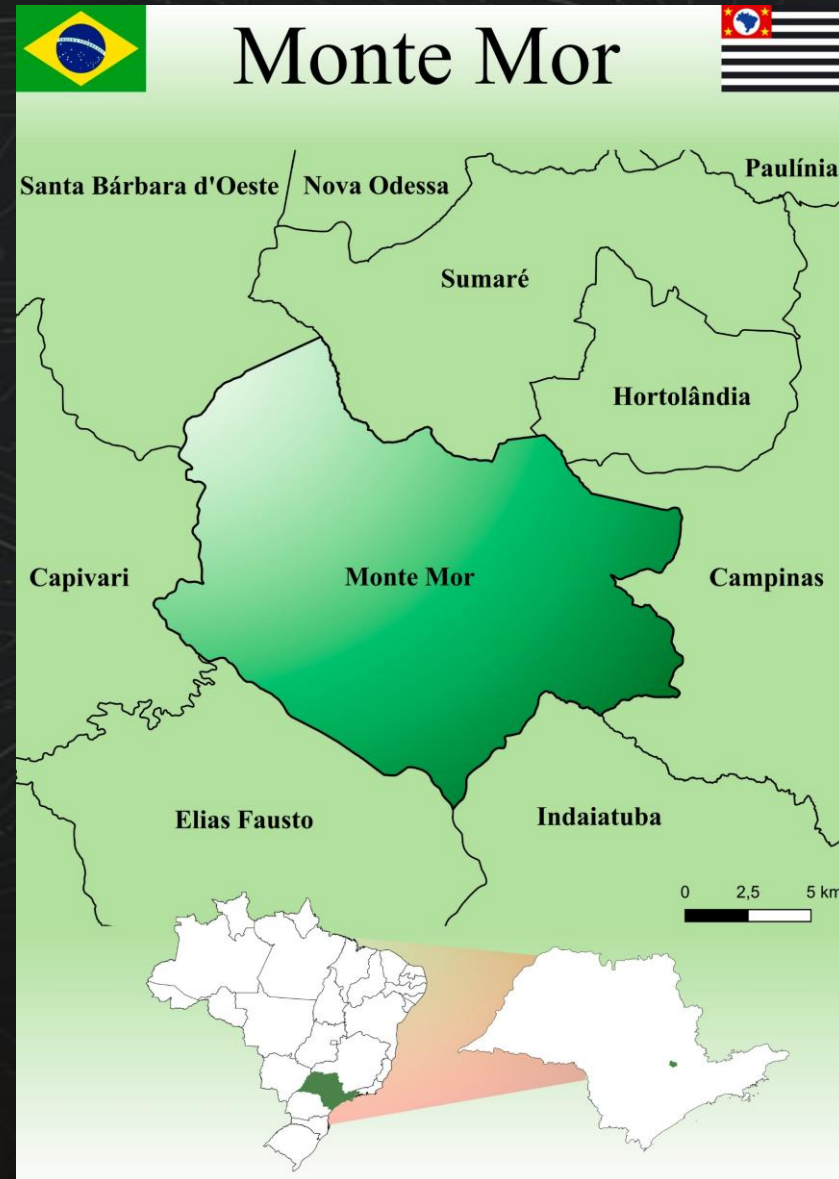 Monte Mor
Santa Bárbara d'Oeste
Nova Odessa
Paulínia
Sumaré
Hortolândia
Capivari
Monte Mor
Campinas
Elias Fausto
Indaiatuba
0 2,5 5 km